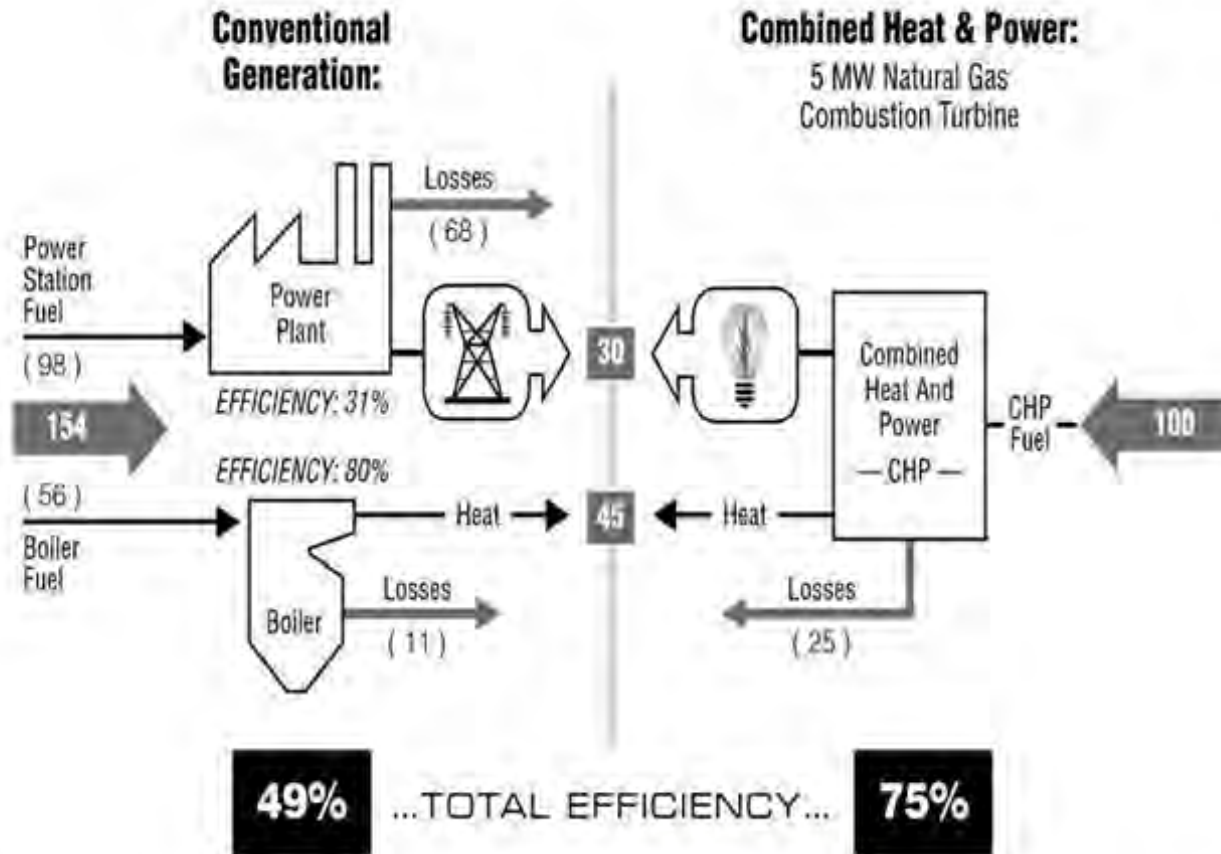 Conventional
Generation:
Combined Heat & Power:
5 MW Natural Gas
Combustion Turbine
Losses
( 68 )
Power
Station
Fuel
( 98 )
Power
Plant
EFFICIENCY: 31%
154
30
Combined
Heat And
Power
— CHP —
CHP
Fuel
100
EFFICIENCY: 80%
( 56 )
Boiler
Fuel
Heat
45
Heat
Boiler
Losses
( 11 )
Losses
( 25 )
49% ...TOTAL EFFICIENCY... 75%